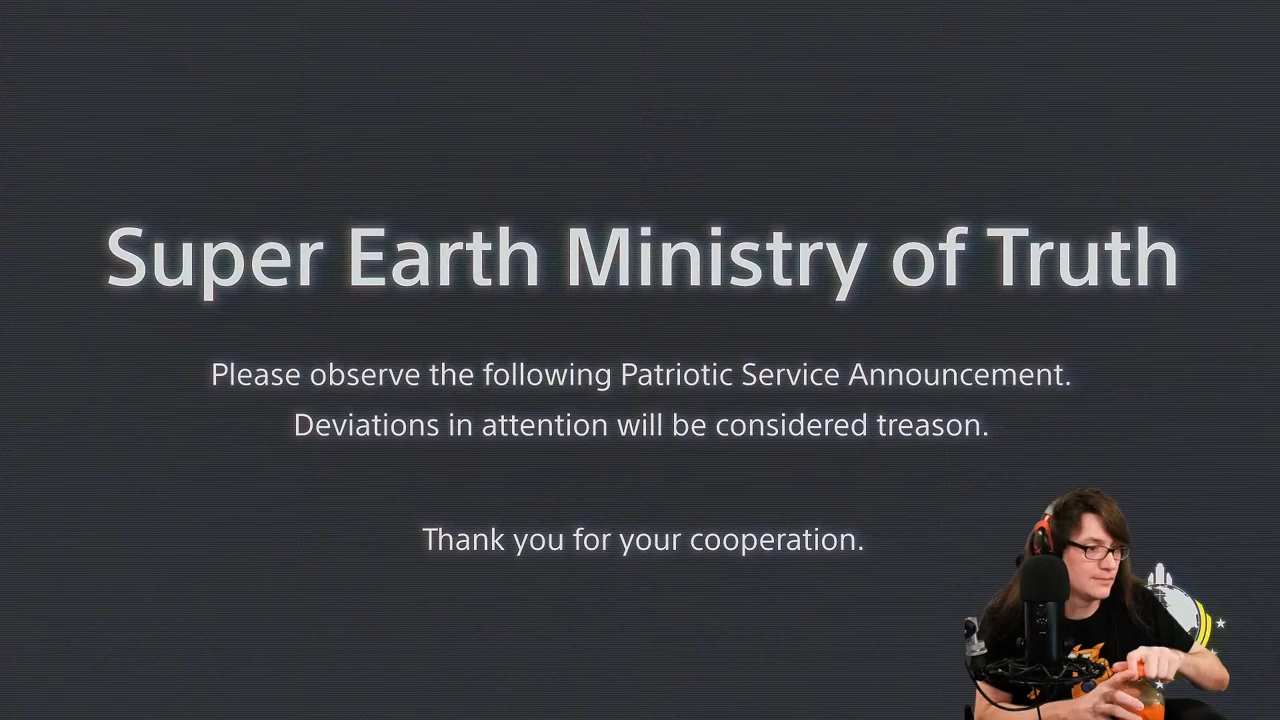 Super Earth Ministry of Truth
Please observe the following Patriotic Service Announcement.
Deviations in attention will be considered treason.
Thank you for your cooperation.